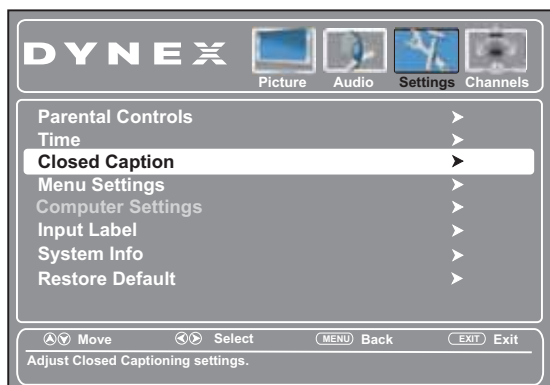 DYNEX
Picture Audio Settings Channels
Parental Controls
Time
Closed Caption
Menu Settings
Computer Settings
Input Label
System Info
Restore Default
Move Select MENU Back EXIT Exit
Adjust Closed Captioning settings.